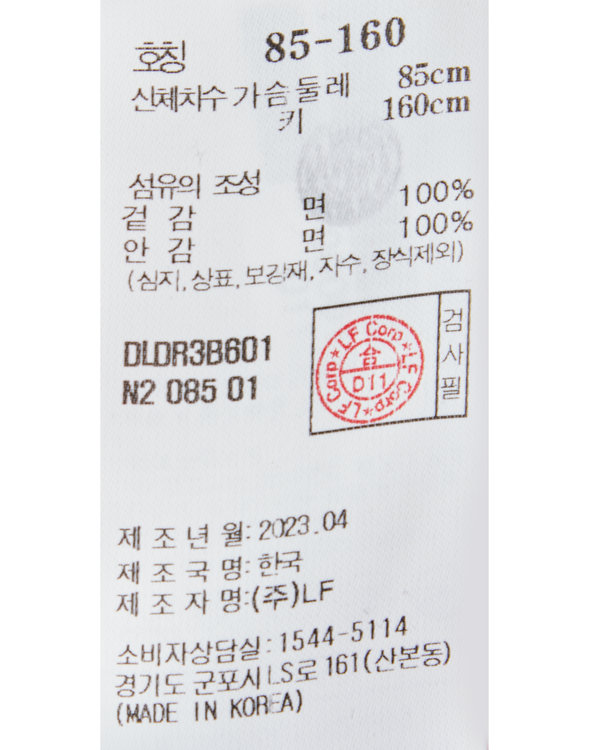 호칭 85-160
신체치수 가슴둘레 85cm
키 160cm
섬유의 조성
겉 감 면 100%
안 감 면 100%
(심지, 상표, 보강재, 자수, 장식제외)
DLDR3B601
N2 085 01
★ LF Corp ★ LF Corp ★ LF Corp
合
D11
검사필
제 조 년 월: 2023.04
제 조 국 명: 한국
제 조 자 명:(주)LF
소비자상담실: 1544-5114
경기도 군포시 LS로 161(산본동)
(MADE IN KOREA)